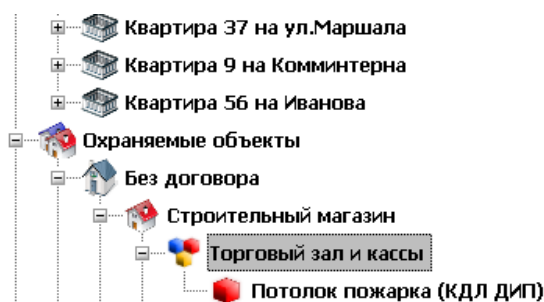 Квартира 37 на ул.Маршала
Квартира 9 на Комминтерна
Квартира 56 на Иванова
Охраняемые объекты
Без договора
Строительный магазин
Торговый зал и кассы
Потолок пожарка (КДЛ ДИП)